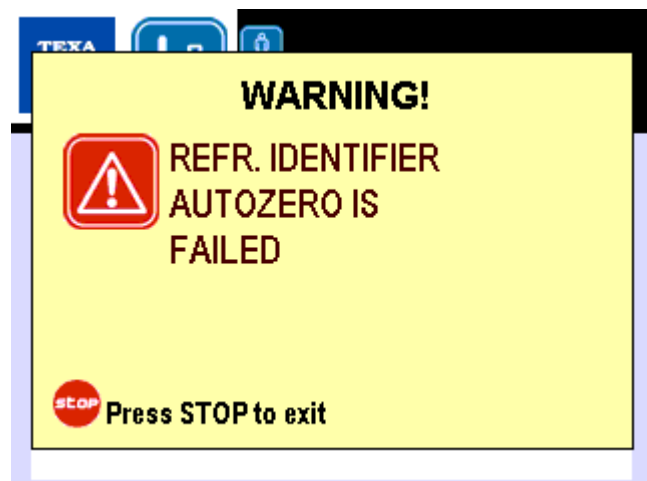 TEXA
WARNING!
REFR. IDENTIFIER
AUTOZERO IS
FAILED
stop Press STOP to exit